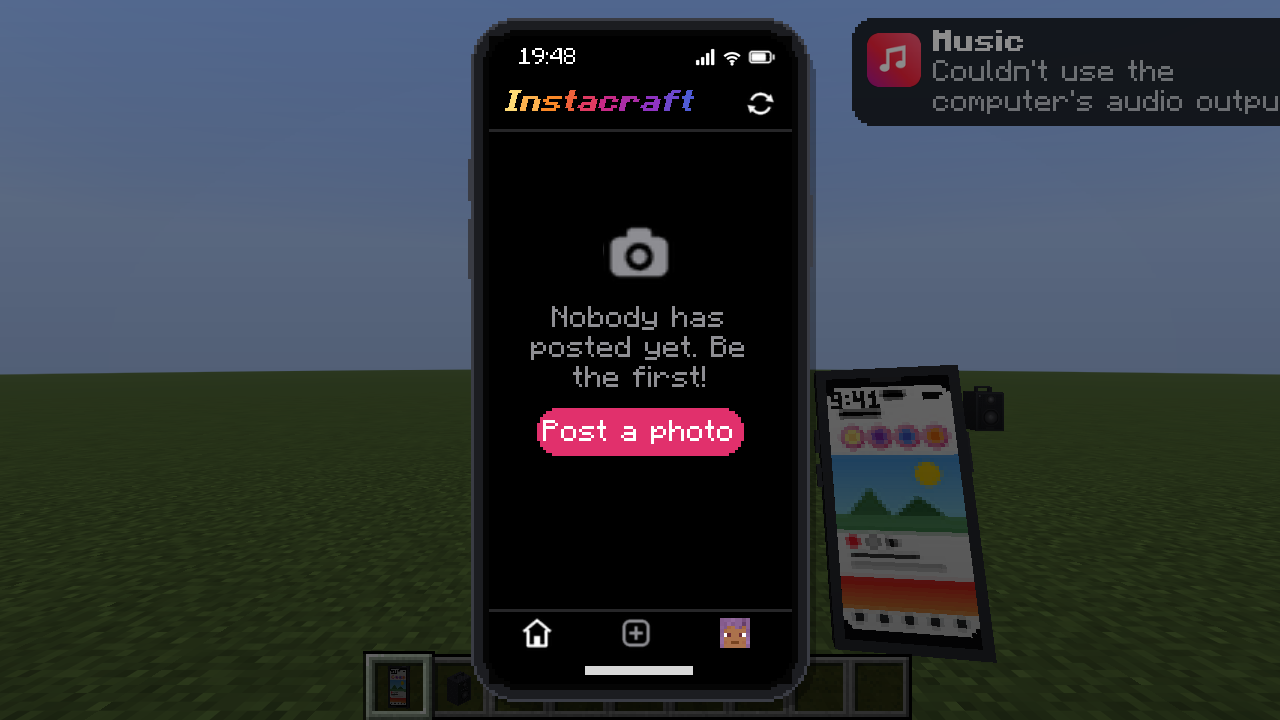 19:48
Instacraft
Nobody has
posted yet. Be
the first!
Post a photo
Music
Couldn't use the
computer's audio outpu
9:41